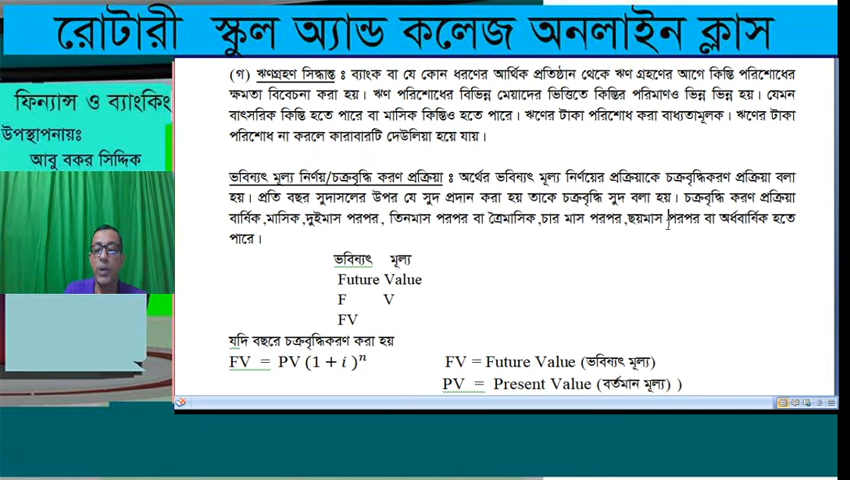 রোটারী স্কুল অ্যান্ড কলেজ অনলাইন ক্লাস
ফিন্যান্স ও ব্যাংকিং
উপস্থাপনায়ঃ
আবু বকর সিদ্দিক
(গ) ঋণগ্রহণ সিদ্ধান্ত ঃ ব্যাংক বা যে কোন ধরণের আর্থিক প্রতিষ্ঠান থেকে ঋণ গ্রহণের আগে কিস্তি পরিশোধের
ক্ষমতা বিবেচনা করা হয়। ঋণ পরিশোধের বিভিন্ন মেয়াদের ভিত্তিতে কিস্তির পরিমাণও ভিন্ন ভিন্ন হয়। যেমন
বাৎসরিক কিস্তি হতে পারে বা মাসিক কিস্তিও হতে পারে। ঋণের টাকা পরিশোধ করা বাধ্যতামূলক। ঋণের টাকা
পরিশোধ না করলে কারাবারটি দেউলিয়া হয়ে যায়।
ভবিন্যৎ মূল্য নির্ণয়/চক্রবৃদ্ধি করণ প্রক্রিয়া ঃ অর্থের ভবিন্যৎ মূল্য নির্ণয়ের প্রক্রিয়াকে চক্রবৃদ্ধিকরণ প্রক্রিয়া বলা
হয়। প্রতি বছর সুদাসলের উপর যে সুদ প্রদান করা হয় তাকে চক্রবৃদ্ধি সুদ বলা হয়। চক্রবৃদ্ধি করণ প্রক্রিয়া
বার্ষিক,মাসিক,দুইমাস পরপর, তিনমাস পরপর বা ত্রৈমাসিক,চার মাস পরপর,ছয়মাস পরপর বা অর্ধবার্ষিক হতে
পারে।
ভবিন্যৎ মূল্য
Future Value
F V
FV
যদি বছরে চক্রবৃদ্ধিকরণ করা হয়
FV = PV (1 + i )^n FV = Future Value (ভবিন্যৎ মূল্য)
PV = Present Value (বর্তমান মূল্য) )